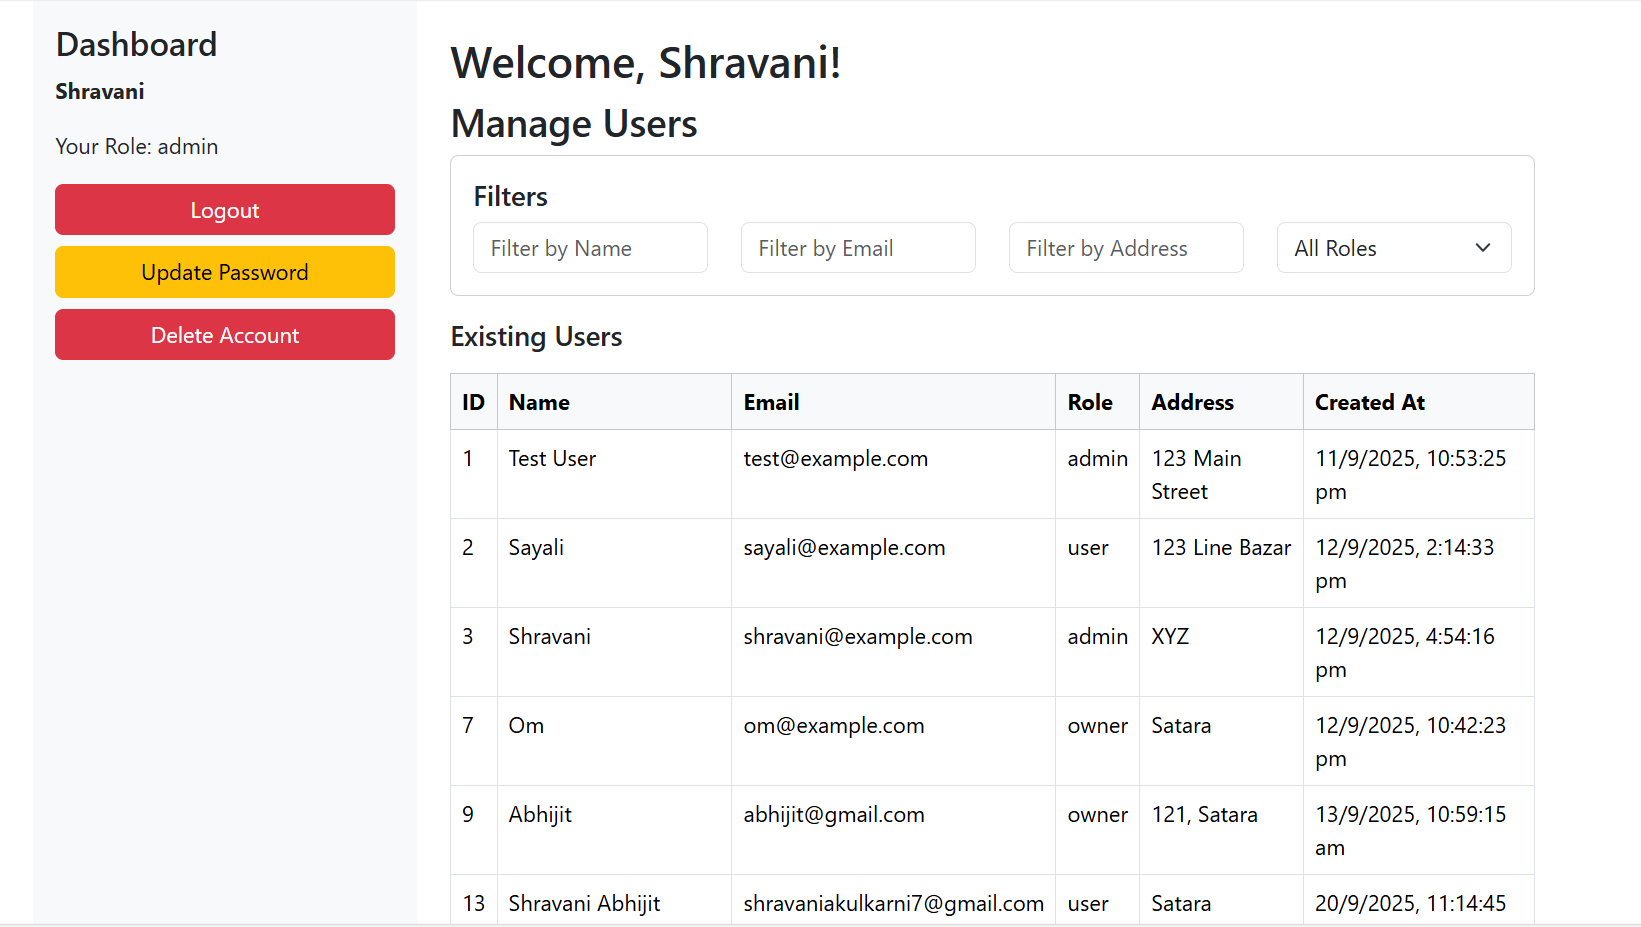 Dashboard
Shravani
Your Role: admin
Logout
Update Password
Delete Account
Welcome, Shravani!
Manage Users
Filters
Filter by Name Filter by Email Filter by Address All Roles
Existing Users
ID Name Email Role Address Created At
1 Test User test@example.com admin 123 Main 11/9/2025, 10:53:25
Street pm
2 Sayali sayali@example.com user 123 Line Bazar 12/9/2025, 2:14:33
pm
3 Shravani shravani@example.com admin XYZ 12/9/2025, 4:54:16
pm
7 Om om@example.com owner Satara 12/9/2025, 10:42:23
pm
9 Abhijit abhijit@gmail.com owner 121, Satara 13/9/2025, 10:59:15
am
13 Shravani Abhijit shravaniakulkarni7@gmail.com user Satara 20/9/2025, 11:14:45